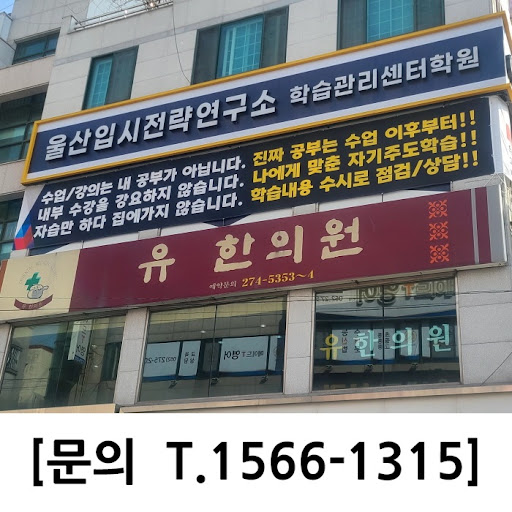 울산입시전략연구소 학습관리센터학원
수업/강의는 내 공부가 아닙니다.
내부 수강을 강요하지 않습니다.
자습만 하다 집에가지 않습니다.
진짜 공부는 수업 이후부터!!
나에게 맞춘 자기주도학습!!
학습내용 수시로 점검/상담!!
유 한의원
예약문의 274-5353~4
유한의원
[문의 T.1566-1315]